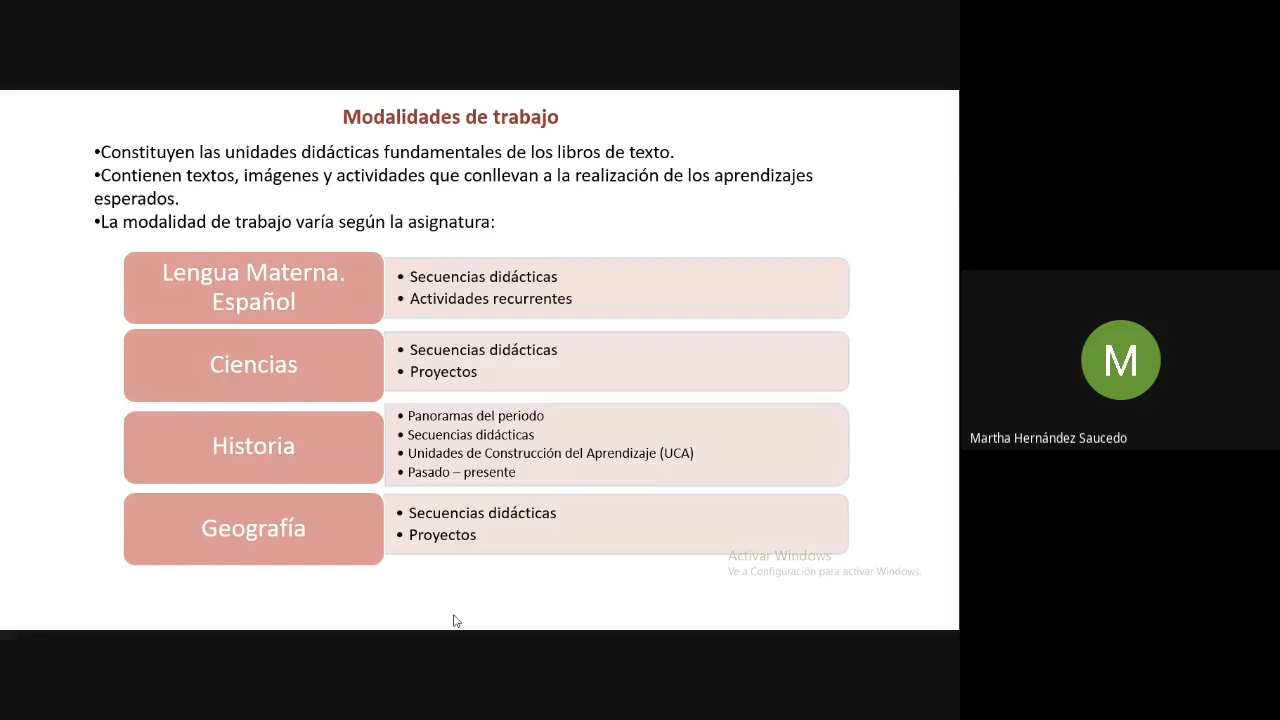 Modalidades de trabajo
•Constituyen las unidades didácticas fundamentales de los libros de texto.
•Contienen textos, imágenes y actividades que conllevan a la realización de los aprendizajes
esperados.
•La modalidad de trabajo varía según la asignatura:
Lengua Materna.
Español
• Secuencias didácticas
• Actividades recurrentes
Ciencias
• Secuencias didácticas
• Proyectos
Historia
• Panoramas del periodo
• Secuencias didácticas
• Unidades de Construcción del Aprendizaje (UCA)
• Pasado – presente
Geografía
• Secuencias didácticas
• Proyectos
Activar Windows
Ve a Configuración para activar Windows.
M
Martha Hernández Saucedo